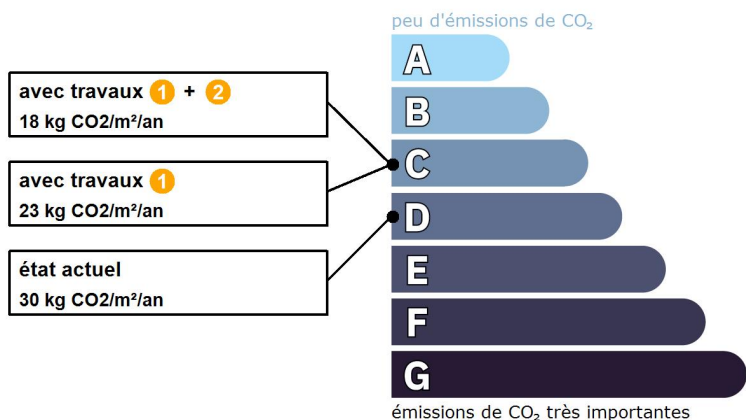 peu d'émissions de CO₂
A
avec travaux 1 + 2
18 kg CO2/m²/an
B
C
avec travaux 1
23 kg CO2/m²/an
D
état actuel
30 kg CO2/m²/an
E
F
G
émissions de CO₂ très importantes